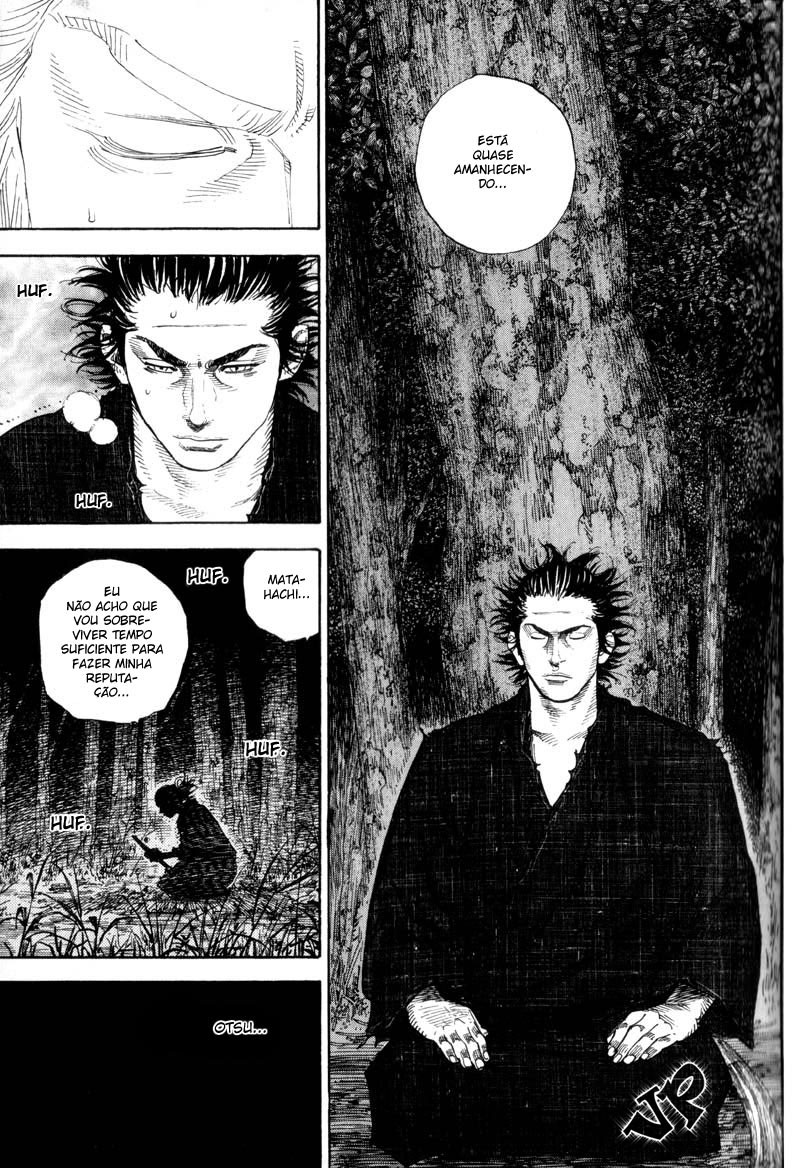 ESTÁ
QUASE
AMANHECEN-
DO...
VP
HUF.
HUF.
HUF.
MATA-
HACHI...
EU
NÃO ACHO QUE
VOU SOBRE-
VIVER TEMPO
SUFICIENTE PARA
FAZER MINHA
REPUTA-
ÇÃO...
HUF.
HUF.
OTSU...